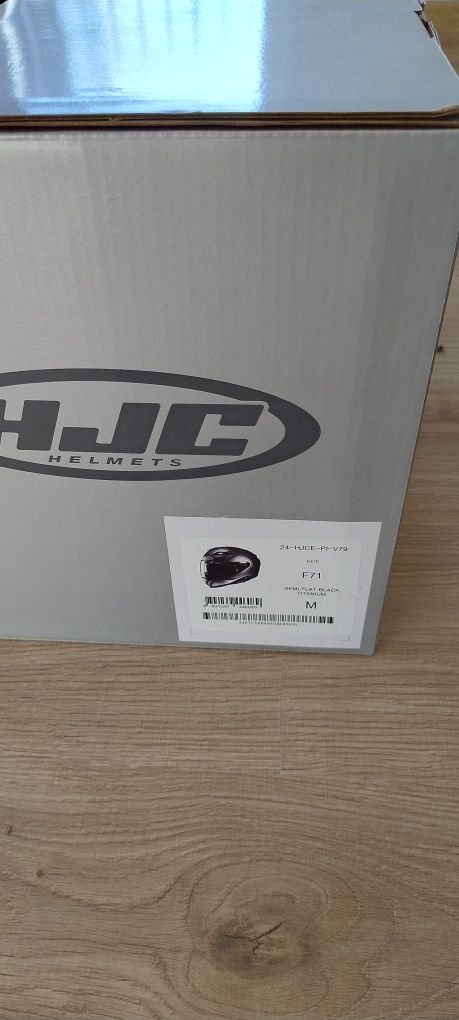 HJC
HELMETS
24-HJCE-PI-V79
ECE
F71
SEMI FLAT BLACK
TITANIUM
M